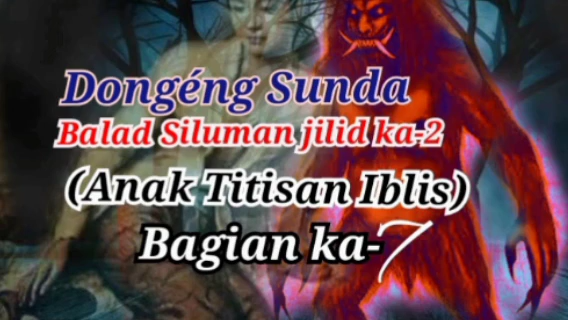 Dongéng Sunda
Balad Siluman jilid ka-2
(Anak Titisan Iblis)
Bagian ka-7